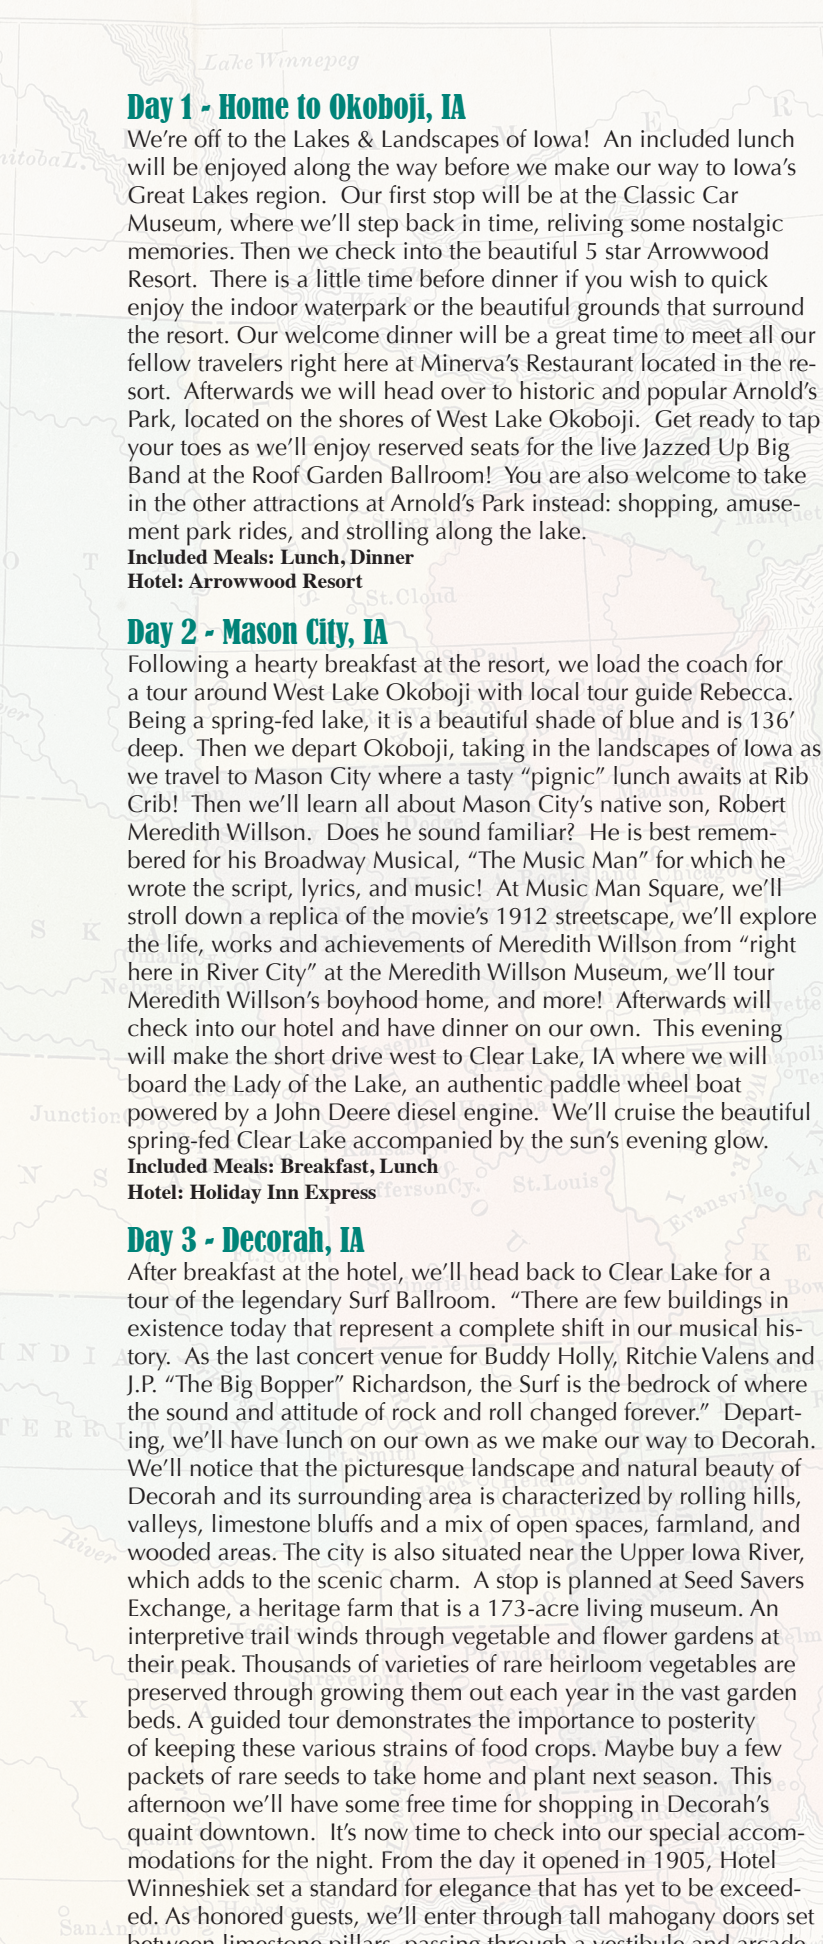 Lake Winnepeg
Day 1 - Home to Okoboji, IA
We’re off to the Lakes & Landscapes of Iowa!  An included lunch
will be enjoyed along the way before we make our way to Iowa’s
Great Lakes region.  Our first stop will be at the Classic Car
Museum, where we’ll step back in time, reliving some nostalgic
memories. Then we check into the beautiful 5 star Arrowwood
Resort.  There is a little time before dinner if you wish to quick
enjoy the indoor waterpark or the beautiful grounds that surround
the resort. Our welcome dinner will be a great time to meet all our
fellow travelers right here at Minerva’s Restaurant located in the re-
sort.  Afterwards we will head over to historic and popular Arnold’s
Park, located on the shores of West Lake Okoboji.  Get ready to tap
your toes as we’ll enjoy reserved seats for the live Jazzed Up Big
Band at the Roof Garden Ballroom!  You are also welcome to take
in the other attractions at Arnold’s Park instead: shopping, amuse-
ment park rides, and strolling along the lake.
Included Meals: Lunch, Dinner
Hotel: Arrowwood Resort
St.Cloud
Day 2 - Mason City, IA
Following a hearty breakfast at the resort, we load the coach for
a tour around West Lake Okoboji with local tour guide Rebecca.
Being a spring-fed lake, it is a beautiful shade of blue and is 136’
deep.  Then we depart Okoboji, taking in the landscapes of Iowa as
we travel to Mason City where a tasty “pignic” lunch awaits at Rib
Crib!  Then we’ll learn all about Mason City’s native son, Robert
Meredith Willson.  Does he sound familiar?  He is best remem-
bered for his Broadway Musical, “The Music Man” for which he
wrote the script, lyrics, and music!  At Music Man Square, we’ll
stroll down a replica of the movie’s 1912 streetscape, we’ll explore
the life, works and achievements of Meredith Willson from “right
here in River City” at the Meredith Willson Museum, we’ll tour
Meredith Willson’s boyhood home, and more!  Afterwards will
check into our hotel and have dinner on our own.  This evening
will make the short drive west to Clear Lake, IA where we will
board the Lady of the Lake, an authentic paddle wheel boat
powered by a John Deere diesel engine.  We’ll cruise the beautiful
spring-fed Clear Lake accompanied by the sun’s evening glow.
Included Meals: Breakfast, Lunch
Hotel: Holiday Inn Express
St.Louis
Evansville
Day 3 - Decorah, IA
After breakfast at the hotel, we’ll head back to Clear Lake for a
tour of the legendary Surf Ballroom.  “There are few buildings in
existence today that represent a complete shift in our musical his-
tory.  As the last concert venue for Buddy Holly, Ritchie Valens and
J.P. “The Big Bopper” Richardson, the Surf is the bedrock of where
the sound and attitude of rock and roll changed forever.”  Depart-
ing, we’ll have lunch on our own as we make our way to Decorah.
We’ll notice that the picturesque landscape and natural beauty of
Decorah and its surrounding area is characterized by rolling hills,
valleys, limestone bluffs and a mix of open spaces, farmland, and
wooded areas. The city is also situated near the Upper Iowa River,
which adds to the scenic charm.  A stop is planned at Seed Savers
Exchange, a heritage farm that is a 173-acre living museum. An
interpretive trail winds through vegetable and flower gardens at
their peak. Thousands of varieties of rare heirloom vegetables are
preserved through growing them out each year in the vast garden
beds. A guided tour demonstrates the importance to posterity
of keeping these various strains of food crops. Maybe buy a few
packets of rare seeds to take home and plant next season.  This
afternoon we’ll have some free time for shopping in Decorah’s
quaint downtown.  It’s now time to check into our special accom-
modations for the night. From the day it opened in 1905, Hotel
Winneshiek set a standard for elegance that has yet to be exceed-
ed. As honored guests, we’ll enter through tall mahogany doors set
between limestone pillars, passing through a vestibule and arcade